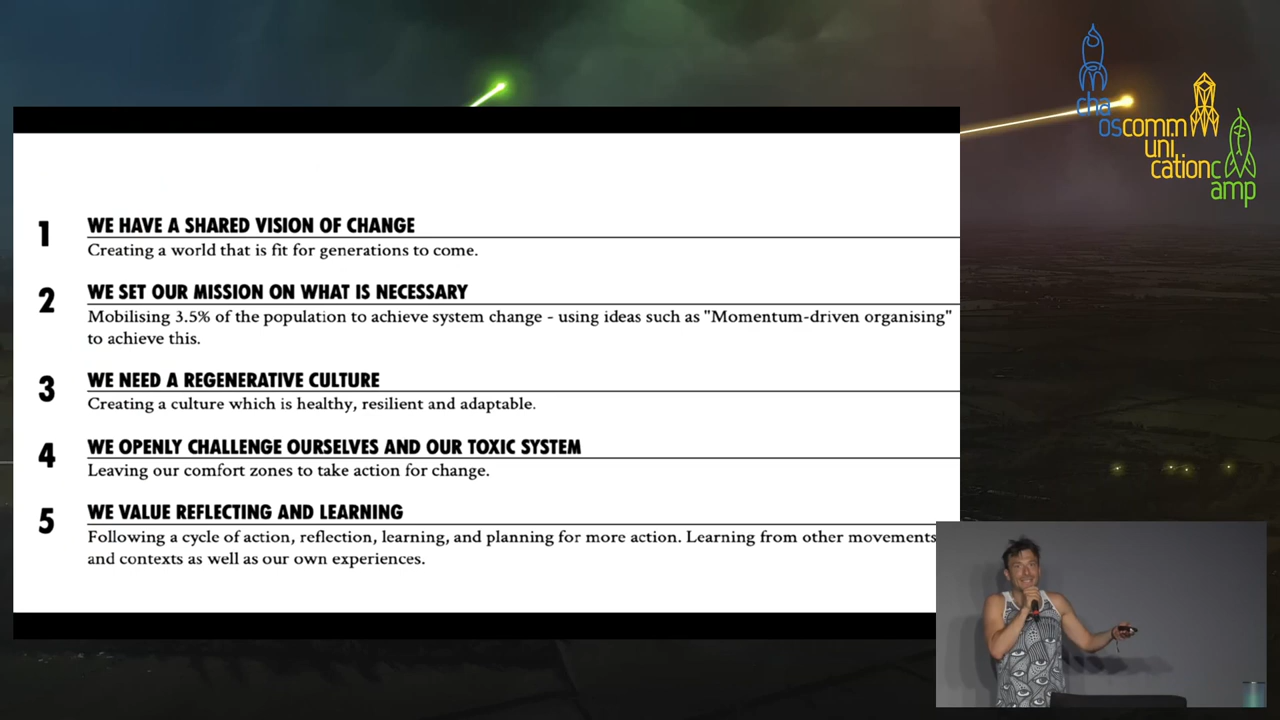 cha
oscomm
uni
cationc
amp
1 WE HAVE A SHARED VISION OF CHANGE
Creating a world that is fit for generations to come.
2 WE SET OUR MISSION ON WHAT IS NECESSARY
Mobilising 3.5% of the population to achieve system change - using ideas such as "Momentum-driven organising"
to achieve this.
3 WE NEED A REGENERATIVE CULTURE
Creating a culture which is healthy, resilient and adaptable.
4 WE OPENLY CHALLENGE OURSELVES AND OUR TOXIC SYSTEM
Leaving our comfort zones to take action for change.
5 WE VALUE REFLECTING AND LEARNING
Following a cycle of action, reflection, learning, and planning for more action. Learning from other movements
and contexts as well as our own experiences.